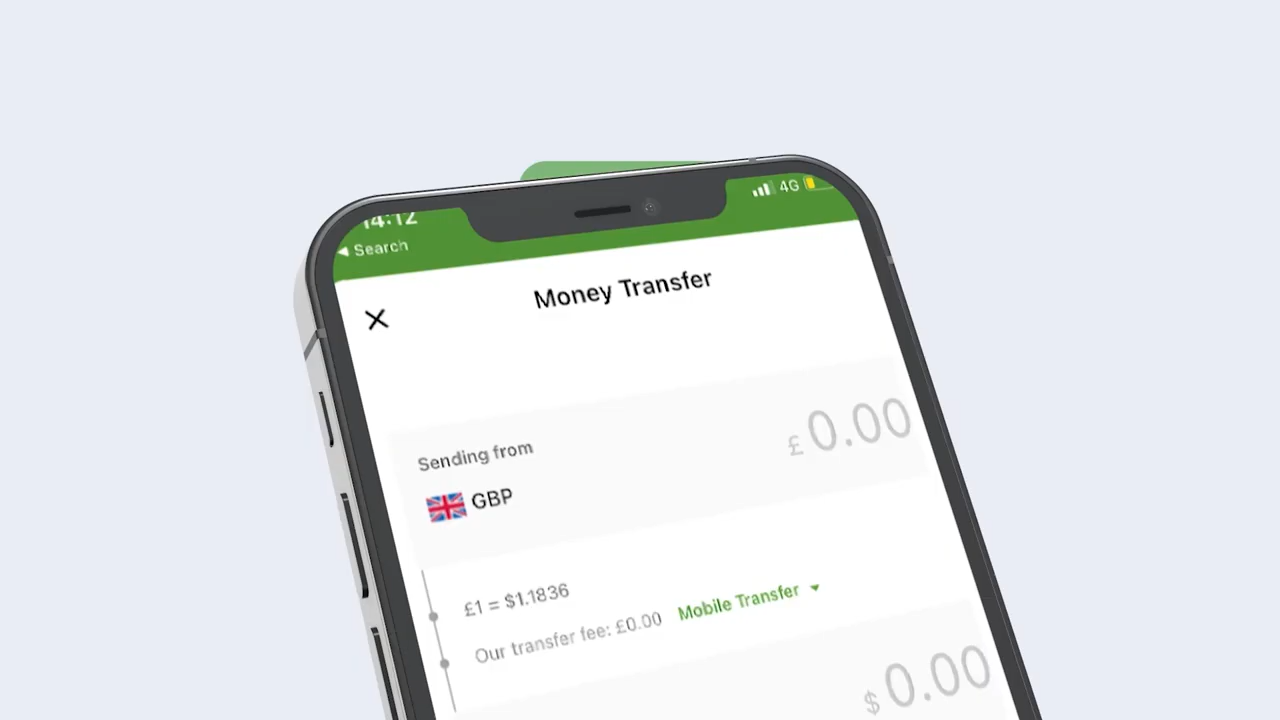 14:12
4G
◀ Search
Money Transfer
Sending from
£0.00
GBP
£1 = $1.1836
Our transfer fee: £0.00 Mobile Transfer
$0.00